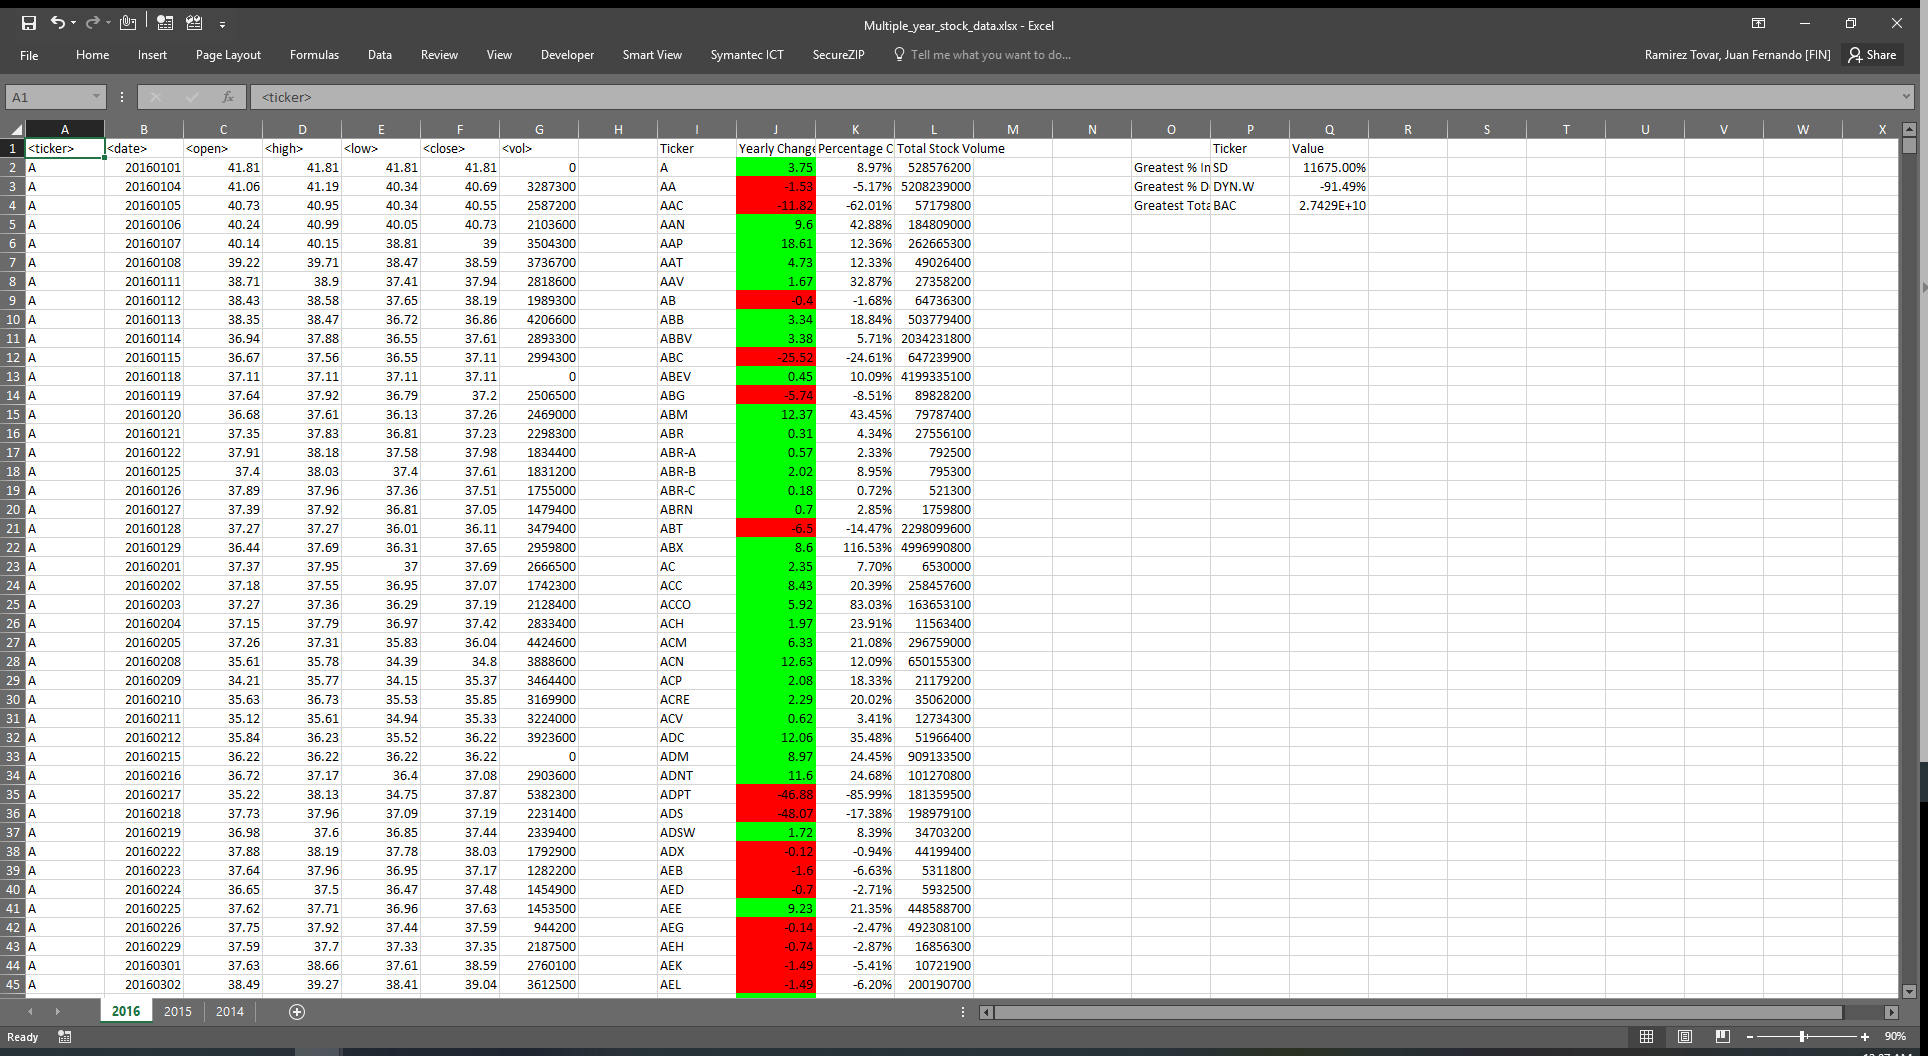 Multiple_year_stock_data.xlsx - Excel
File Home Insert Page Layout Formulas Data Review View Developer Smart View Symantec ICT SecureZIP Tell me what you want to do... Ramirez Tovar, Juan Fernando [FIN] Share
A1 fx <ticker>
A B C D E F G H I J K L M N O P Q R S T U V W X
1 <ticker> <date> <open> <high> <low> <close> <vol> Ticker Yearly Change Percentage C Total Stock Volume Ticker Value
2 A 20160101 41.81 41.81 41.81 41.81 0 A 3.75 8.97% 528576200 Greatest % In SD 11675.00%
3 A 20160104 41.06 41.19 40.34 40.69 3287300 AA -1.53 -5.17% 5208239000 Greatest % D DYN.W -91.49%
4 A 20160105 40.73 40.95 40.34 40.55 2587200 AAC -11.82 -62.01% 57179800 Greatest Tota BAC 2.7429E+10
5 A 20160106 40.24 40.99 40.05 40.73 2103600 AAN 9.6 42.88% 184809000
6 A 20160107 40.14 40.15 38.81 39 3504300 AAP 18.61 12.36% 262665300
7 A 20160108 39.22 39.71 38.47 38.59 3736700 AAT 4.73 12.33% 49026400
8 A 20160111 38.71 38.9 37.41 37.94 2818600 AAV 1.67 32.87% 27358200
9 A 20160112 38.43 38.58 37.65 38.19 1989300 AB -0.4 -1.68% 64736300
10 A 20160113 38.35 38.47 36.72 36.86 4206600 ABB 3.34 18.84% 503779400
11 A 20160114 36.94 37.88 36.55 37.61 2893300 ABBV 3.38 5.71% 2034231800
12 A 20160115 36.67 37.56 36.55 37.11 2994300 ABC -25.52 -24.61% 647239900
13 A 20160118 37.11 37.11 37.11 37.11 0 ABEV 0.45 10.09% 4199335100
14 A 20160119 37.64 37.92 36.79 37.2 2506500 ABG -5.74 -8.51% 89828200
15 A 20160120 36.68 37.61 36.13 37.26 2469000 ABM 12.37 43.45% 79787400
16 A 20160121 37.35 37.83 36.81 37.23 2298300 ABR 0.31 4.34% 27556100
17 A 20160122 37.91 38.18 37.58 37.98 1834400 ABR-A 0.57 2.33% 792500
18 A 20160125 37.4 38.03 37.4 37.61 1831200 ABR-B 2.02 8.95% 795300
19 A 20160126 37.89 37.96 37.36 37.51 1755000 ABR-C 0.18 0.72% 521300
20 A 20160127 37.39 37.92 36.81 37.05 1479400 ABRN 0.7 2.85% 1759800
21 A 20160128 37.27 37.27 36.01 36.11 3479400 ABT -6.5 -14.47% 2298099600
22 A 20160129 36.44 37.69 36.31 37.65 2959800 ABX 8.6 116.53% 4996990800
23 A 20160201 37.37 37.95 37 37.69 2666500 AC 2.35 7.70% 6530000
24 A 20160202 37.18 37.55 36.95 37.07 1742300 ACC 8.43 20.39% 258457600
25 A 20160203 37.27 37.36 36.29 37.19 2128400 ACCO 5.92 83.03% 163653100
26 A 20160204 37.15 37.79 36.97 37.42 2833400 ACH 1.97 23.91% 11563400
27 A 20160205 37.26 37.31 35.83 36.04 4424600 ACM 6.33 21.08% 296759000
28 A 20160208 35.61 35.78 34.39 34.8 3888600 ACN 12.63 12.09% 650155300
29 A 20160209 34.21 35.77 34.15 35.37 3464400 ACP 2.08 18.33% 21179200
30 A 20160210 35.63 36.73 35.53 35.85 3169900 ACRE 2.29 20.02% 35062000
31 A 20160211 35.12 35.61 34.94 35.33 3224000 ACV 0.62 3.41% 12734300
32 A 20160212 35.84 36.23 35.52 36.22 3923600 ADC 12.06 35.48% 51966400
33 A 20160215 36.22 36.22 36.22 36.22 0 ADM 8.97 24.45% 909133500
34 A 20160216 36.72 37.17 36.4 37.08 2903600 ADNT 11.6 24.68% 101270800
35 A 20160217 35.22 38.13 34.75 37.87 5382300 ADPT -46.88 -85.99% 181359500
36 A 20160218 37.73 37.96 37.09 37.19 2231400 ADS -48.07 -17.38% 198979100
37 A 20160219 36.98 37.6 36.85 37.44 2339400 ADSW 1.72 8.39% 34703200
38 A 20160222 37.88 38.19 37.78 38.03 1792900 ADX -0.12 -0.94% 44199400
39 A 20160223 37.64 37.96 36.95 37.17 1282200 AEB -1.6 -6.63% 5311800
40 A 20160224 36.65 37.5 36.47 37.48 1454900 AED -0.7 -2.71% 5932500
41 A 20160225 37.62 37.71 36.96 37.63 1453500 AEE 9.23 21.35% 448588700
42 A 20160226 37.75 37.92 37.44 37.59 944200 AEG -0.14 -2.47% 492308100
43 A 20160229 37.59 37.7 37.33 37.35 2187500 AEH -0.74 -2.87% 16856300
44 A 20160301 37.63 38.66 37.61 38.59 2760100 AEK -1.49 -5.41% 10721900
45 A 20160302 38.49 39.27 38.41 39.04 3612500 AEL -1.49 -6.20% 200190700
2016 2015 2014
Ready 90%